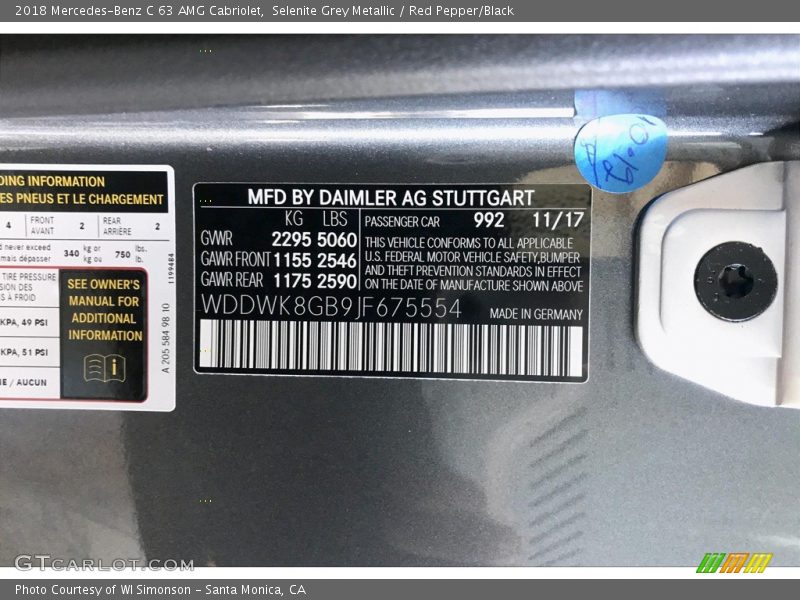 2018 Mercedes-Benz C 63 AMG Cabriolet, Selenite Grey Metallic / Red Pepper/Black
DING INFORMATION
ES PNEUS ET LE CHARGEMENT
4 FRONT AVANT 2 REAR ARRIÈRE 2
d never exceed
mais dépasser 340 kg or kg ou 750 lbs. lb.
TIRE PRESSURE
SION DES
S À FROID
KPA, 49 PSI
KPA, 51 PSI
NE / AUCUN
SEE OWNER'S
MANUAL FOR
ADDITIONAL
INFORMATION
i
1199484
A 205 584 98 10
MFD BY DAIMLER AG STUTTGART
KG LBS
GVWR 2295 5060
GAWR FRONT 1155 2546
GAWR REAR 1175 2590
PASSENGER CAR 992 11/17
THIS VEHICLE CONFORMS TO ALL APPLICABLE
U.S. FEDERAL MOTOR VEHICLE SAFETY,BUMPER
AND THEFT PREVENTION STANDARDS IN EFFECT
ON THE DATE OF MANUFACTURE SHOWN ABOVE
WDDWK8GB9JF675554 MADE IN GERMANY
GTCARLOT.COM
Photo Courtesy of WI Simonson - Santa Monica, CA